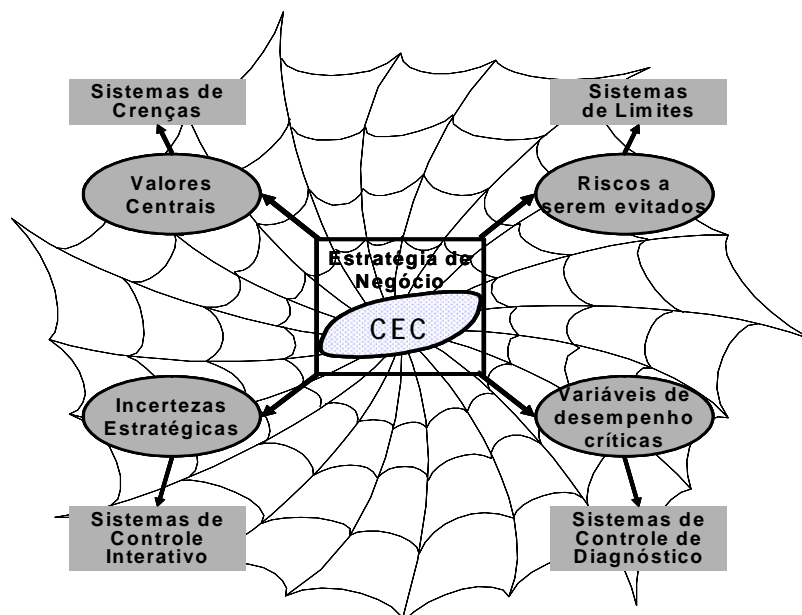 Sistemas de
Crenças
Sistemas
de Limites
Valores
Centrais
Riscos a
serem evitados
Estratégia de
Negócio
CEC
Incertezas
Estratégicas
Variáveis de
desempenho
críticas
Sistemas de
Controle
Interativo
Sistemas de
Controle de
Diagnóstico